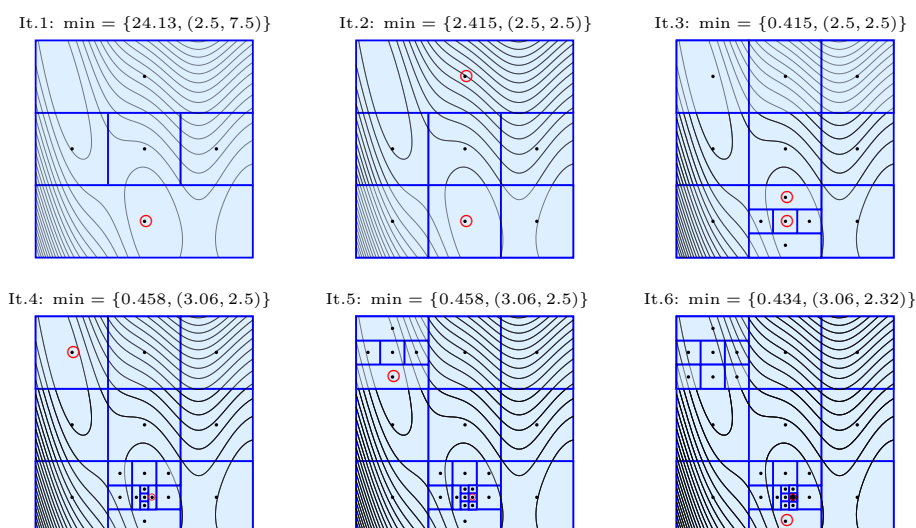 It.1: min = {24.13, (2.5, 7.5)}
It.2: min = {2.415, (2.5, 2.5)}
It.3: min = {0.415, (2.5, 2.5)}
It.4: min = {0.458, (3.06, 2.5)}
It.5: min = {0.458, (3.06, 2.5)}
It.6: min = {0.434, (3.06, 2.32)}